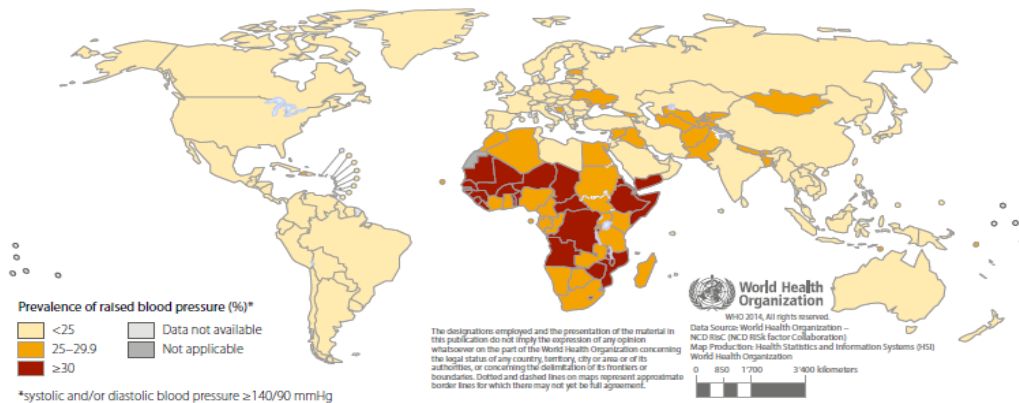 Prevalence of raised blood pressure (%)*
<25
25–29.9
≥30
Data not available
Not applicable
*systolic and/or diastolic blood pressure ≥140/90 mmHg
The designations employed and the presentation of the material in
this publication do not imply the expression of any opinion
whatsoever on the part of the World Health Organization concerning
the legal status of any country, territory, city or area or of its
authorities, or concerning the delimitation of its frontiers or
boundaries. Dotted and dashed lines on maps represent approximate
border lines for which there may not yet be full agreement.
World Health
Organization
WHO 2014, All rights reserved.
Data Source: World Health Organization –
NCD RisC (NCD RISk factor Collaboration)
Map Production: Health Statistics and Information Systems (HSI)
World Health Organization
0 850 1'700 3'400 kilometers